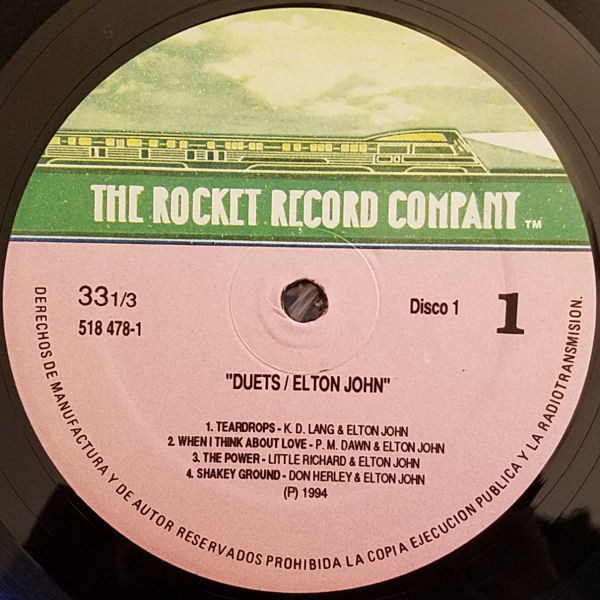 THE ROCKET RECORD COMPANY TM
33 1/3
518 478-1
Disco 1
1
"DUETS / ELTON JOHN"
1. TEARDROPS - K. D. LANG & ELTON JOHN
2. WHEN I THINK ABOUT LOVE - P. M. DAWN & ELTON JOHN
3. THE POWER - LITTLE RICHARD & ELTON JOHN
4. SHAKEY GROUND - DON HERLEY & ELTON JOHN
(P) 1994
DERECHOS DE MANUFACTURA Y DE AUTOR RESERVADOS PROHIBIDA LA COPIA EJECUCION PUBLICA Y LA RADIOTRANSMISION.